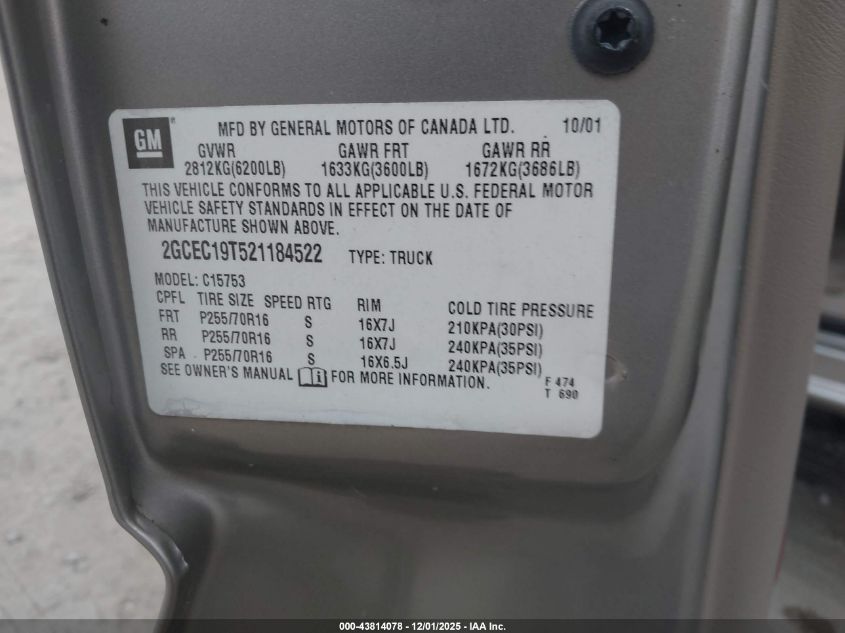 GM
MFD BY GENERAL MOTORS OF CANADA LTD. 10/01
GVWR GAWR FRT GAWR RR
2812KG(6200LB) 1633KG(3600LB) 1672KG(3686LB)
THIS VEHICLE CONFORMS TO ALL APPLICABLE U.S. FEDERAL MOTOR
VEHICLE SAFETY STANDARDS IN EFFECT ON THE DATE OF
MANUFACTURE SHOWN ABOVE.
2GCEC19T521184522 TYPE: TRUCK
MODEL: C15753
CPFL TIRE SIZE SPEED RTG RIM COLD TIRE PRESSURE
FRT P255/70R16 S 16X7J 210KPA(30PSI)
RR P255/70R16 S 16X7J 240KPA(35PSI)
SPA P255/70R16 S 16X6.5J 240KPA(35PSI)
SEE OWNER'S MANUAL FOR MORE INFORMATION.
F 474
T 690
000-43814078 - 12/01/2025 - IAA Inc.